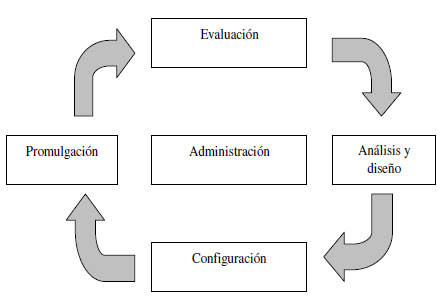 Evaluación
Promulgación
Administración
Análisis y
diseño
Configuración